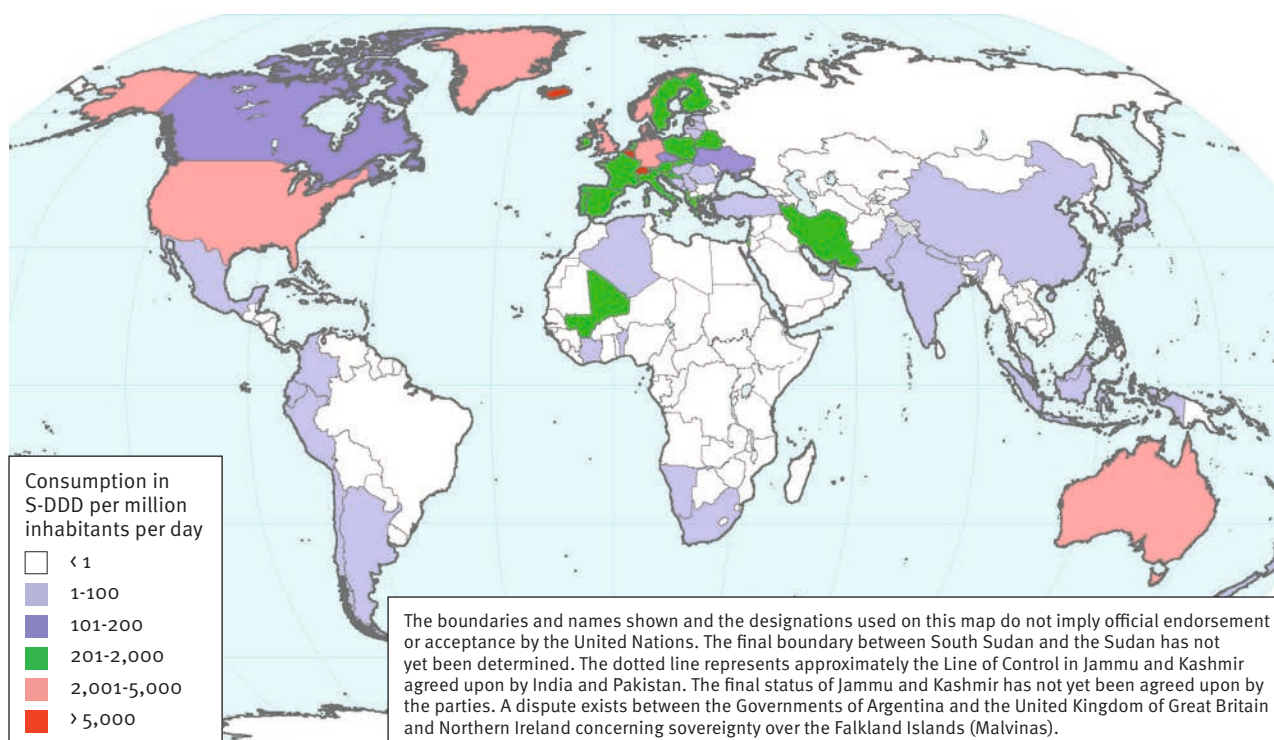 Consumption in
S-DDD per million
inhabitants per day
< 1
1-100
101-200
201-2,000
2,001-5,000
> 5,000
The boundaries and names shown and the designations used on this map do not imply official endorsement
or acceptance by the United Nations. The final boundary between South Sudan and the Sudan has not
yet been determined. The dotted line represents approximately the Line of Control in Jammu and Kashmir
agreed upon by India and Pakistan. The final status of Jammu and Kashmir has not yet been agreed upon by
the parties. A dispute exists between the Governments of Argentina and the United Kingdom of Great Britain
and Northern Ireland concerning sovereignty over the Falkland Islands (Malvinas).